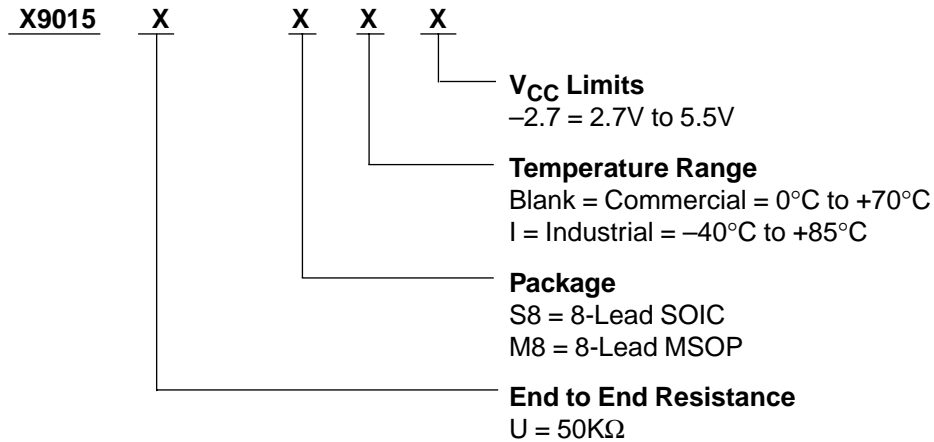 X9015 X X X X
V_CC Limits
–2.7 = 2.7V to 5.5V
Temperature Range
Blank = Commercial = 0°C to +70°C
I = Industrial = –40°C to +85°C
Package
S8 = 8-Lead SOIC
M8 = 8-Lead MSOP
End to End Resistance
U = 50KΩ